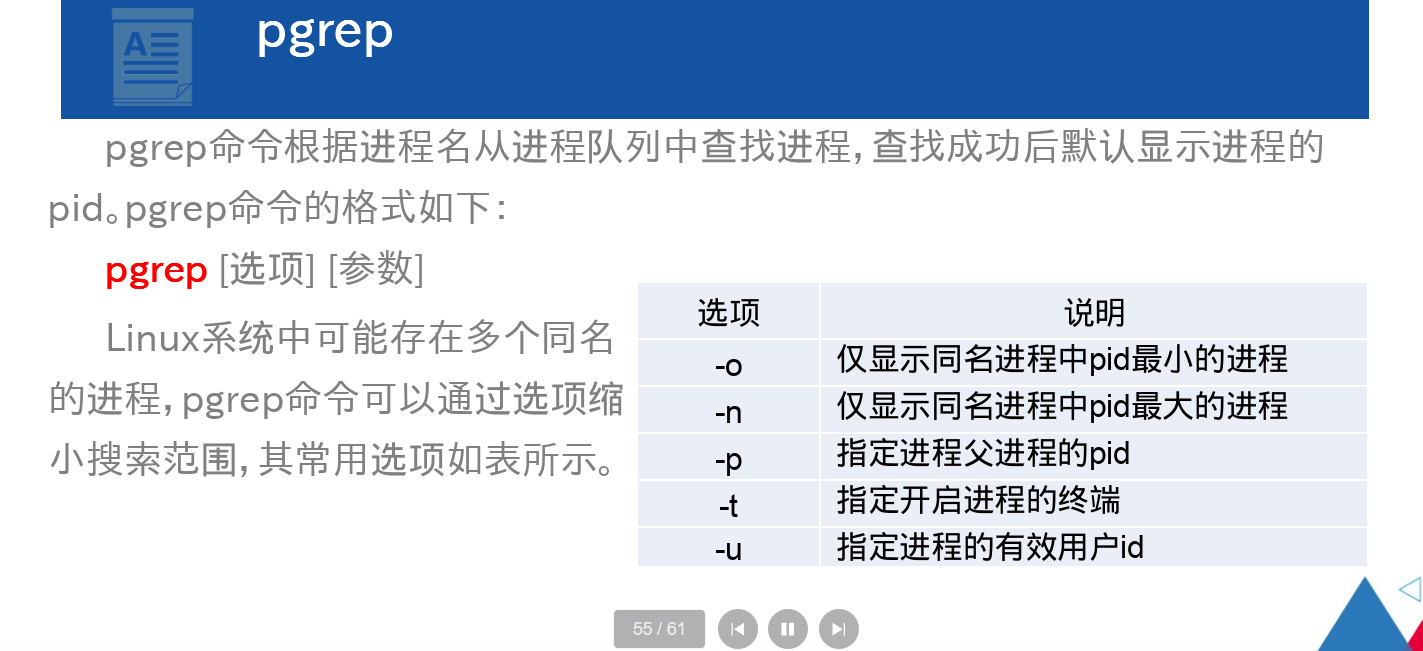 pgrep
pgrep命令根据进程名从进程队列中查找进程，查找成功后默认显示进程的
pid。pgrep命令的格式如下：
pgrep [选项] [参数]
Linux系统中可能存在多个同名
的进程，pgrep命令可以通过选项缩
小搜索范围，其常用选项如表所示。
选项 说明
-o 仅显示同名进程中pid最小的进程
-n 仅显示同名进程中pid最大的进程
-p 指定进程父进程的pid
-t 指定开启进程的终端
-u 指定进程的有效用户id
55 / 61